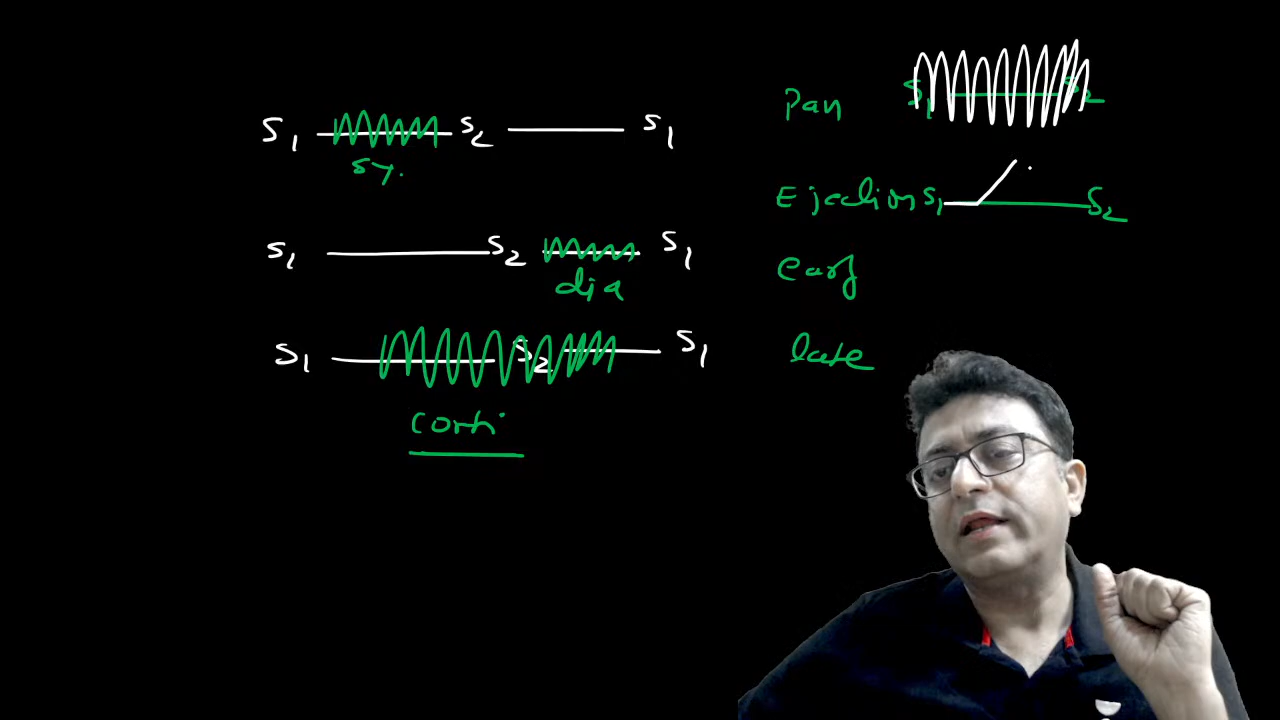 S1 S2 S1
sy.
S1 S2 S1
dia
S1 S2 S1
conti
Pan S1 S2
Ejection S1 S2
early
late